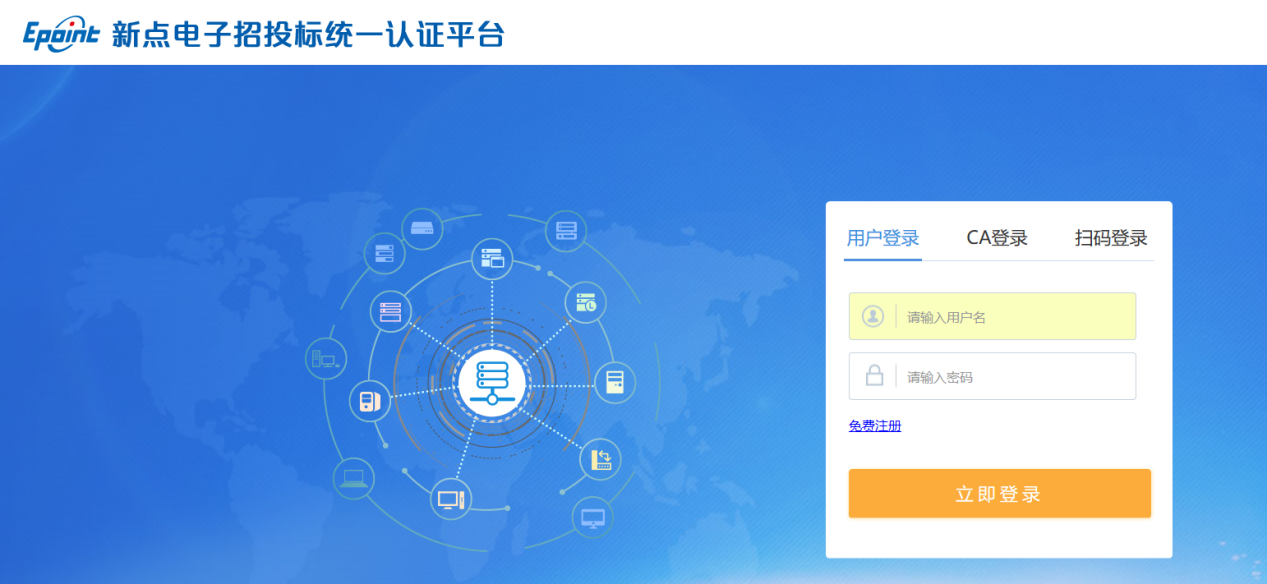 Epoint 新点电子招投标统一认证平台
用户登录 CA登录 扫码登录
请输入用户名
请输入密码
免费注册
立即登录